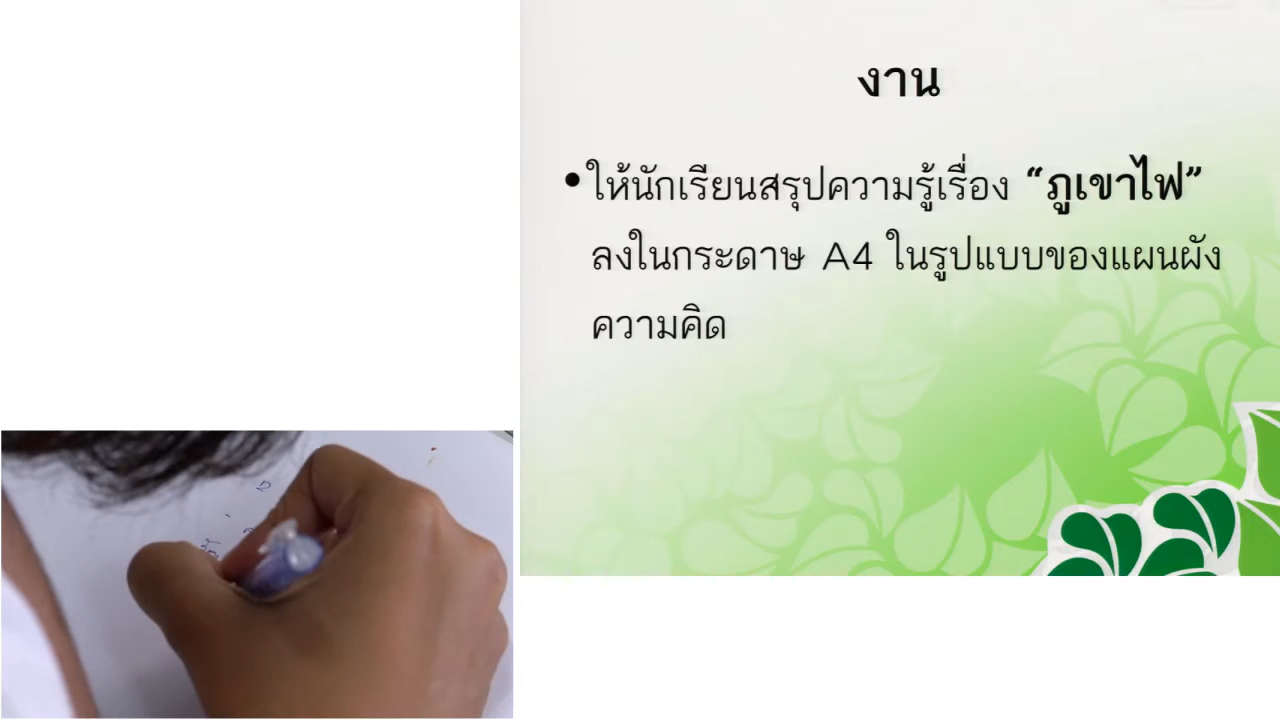 งาน
• ให้นักเรียนสรุปความรู้เรื่อง “ภูเขาไฟ”
ลงในกระดาษ A4 ในรูปแบบของแผนผัง
ความคิด